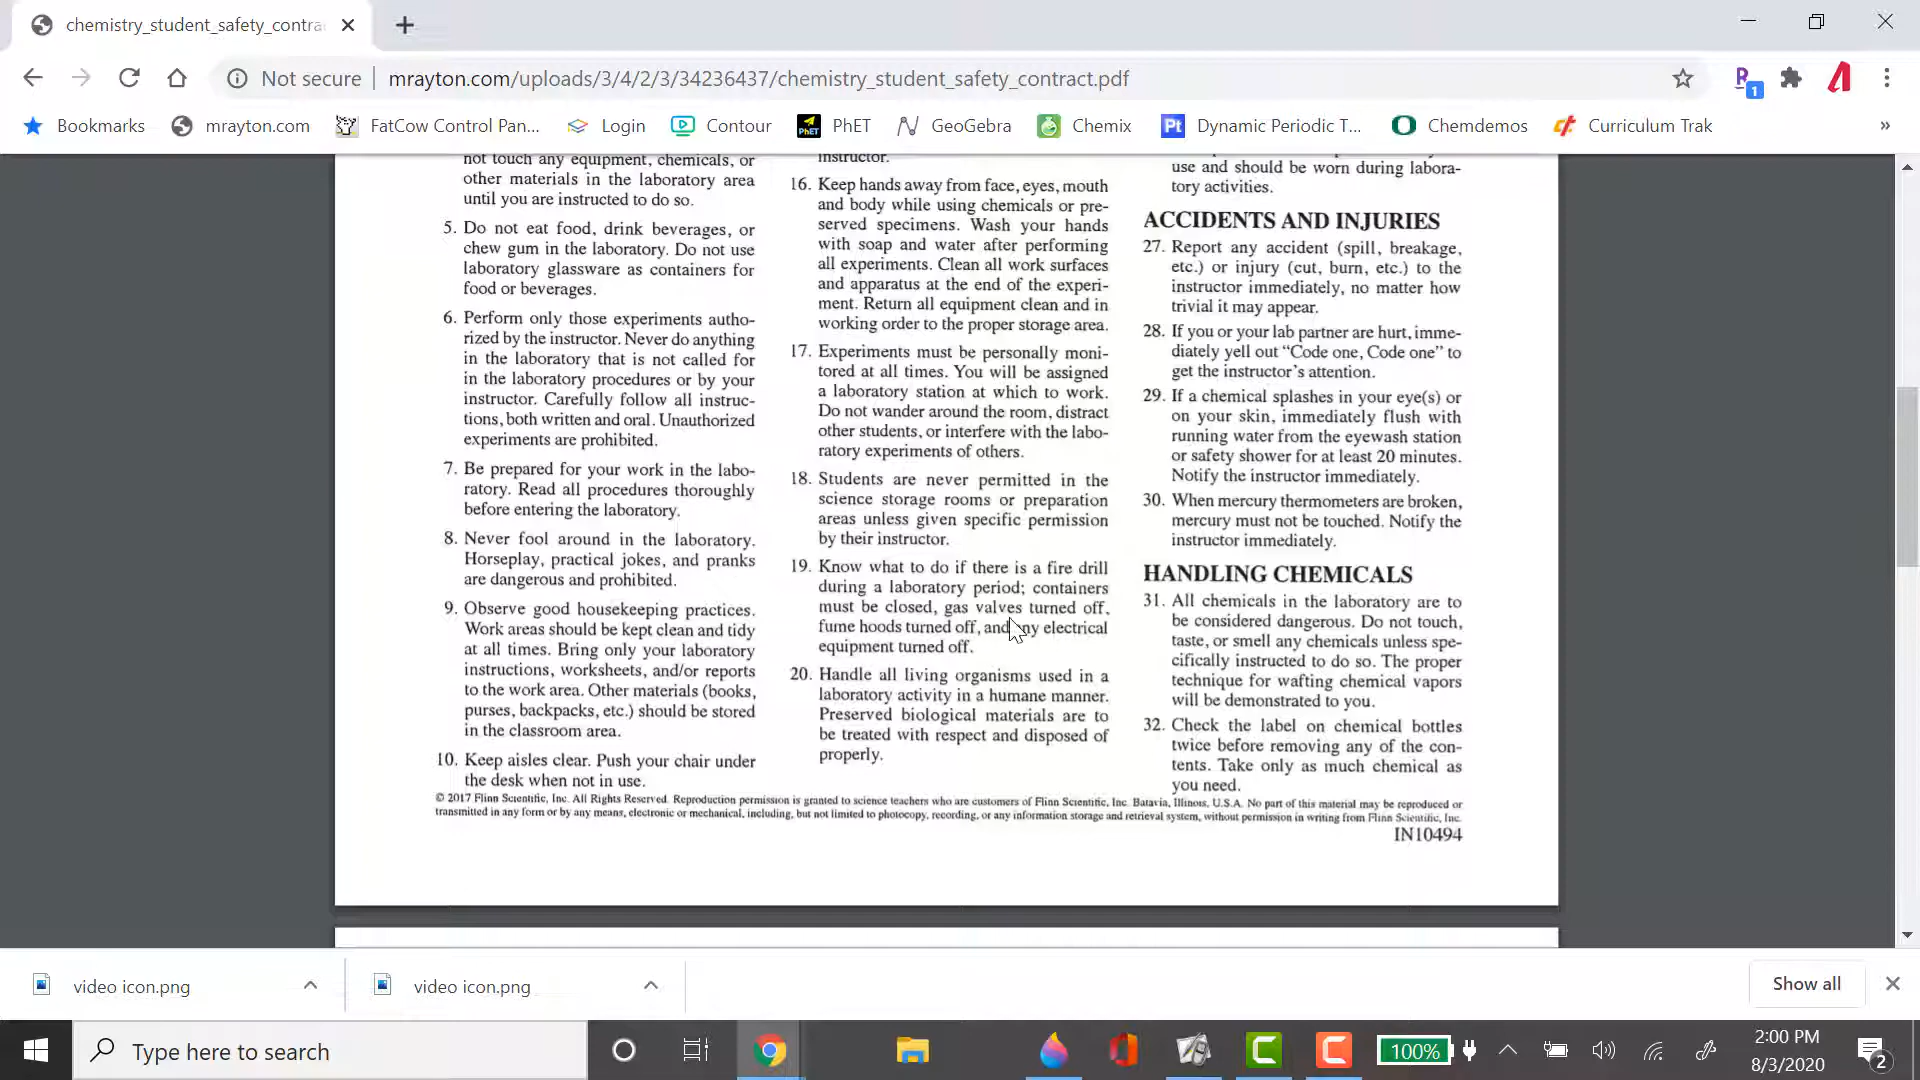 chemistry_student_safety_contra
Not secure
mrayton.com/uploads/3/4/2/3/34236437/chemistry_student_safety_contract.pdf
1
Bookmarks
mrayton.com
FatCow Control Pan...
Login
Contour
PhET
PhET
GeoGebra
Chemix
Pt
Dynamic Periodic T...
Chemdemos
Curriculum Trak
»
not touch any equipment, chemicals, or
other materials in the laboratory area
until you are instructed to do so.
5. Do not eat food, drink beverages, or
chew gum in the laboratory. Do not use
laboratory glassware as containers for
food or beverages.
6. Perform only those experiments autho-
rized by the instructor. Never do anything
in the laboratory that is not called for
in the laboratory procedures or by your
instructor. Carefully follow all instruc-
tions, both written and oral. Unauthorized
experiments are prohibited.
7. Be prepared for your work in the labo-
ratory. Read all procedures thoroughly
before entering the laboratory.
8. Never fool around in the laboratory.
Horseplay, practical jokes, and pranks
are dangerous and prohibited.
9. Observe good housekeeping practices.
Work areas should be kept clean and tidy
at all times. Bring only your laboratory
instructions, worksheets, and/or reports
to the work area. Other materials (books,
purses, backpacks, etc.) should be stored
in the classroom area.
10. Keep aisles clear. Push your chair under
the desk when not in use.
instructor.
16. Keep hands away from face, eyes, mouth
and body while using chemicals or pre-
served specimens. Wash your hands
with soap and water after performing
all experiments. Clean all work surfaces
and apparatus at the end of the experi-
ment. Return all equipment clean and in
working order to the proper storage area.
17. Experiments must be personally moni-
tored at all times. You will be assigned
a laboratory station at which to work.
Do not wander around the room, distract
other students, or interfere with the labo-
ratory experiments of others.
18. Students are never permitted in the
science storage rooms or preparation
areas unless given specific permission
by their instructor.
19. Know what to do if there is a fire drill
during a laboratory period; containers
must be closed, gas valves turned off,
fume hoods turned off, and any electrical
equipment turned off.
20. Handle all living organisms used in a
laboratory activity in a humane manner.
Preserved biological materials are to
be treated with respect and disposed of
properly.
use and should be worn during labora-
tory activities.
ACCIDENTS AND INJURIES
27. Report any accident (spill, breakage,
etc.) or injury (cut, burn, etc.) to the
instructor immediately, no matter how
trivial it may appear.
28. If you or your lab partner are hurt, imme-
diately yell out “Code one, Code one” to
get the instructor’s attention.
29. If a chemical splashes in your eye(s) or
on your skin, immediately flush with
running water from the eyewash station
or safety shower for at least 20 minutes.
Notify the instructor immediately.
30. When mercury thermometers are broken,
mercury must not be touched. Notify the
instructor immediately.
HANDLING CHEMICALS
31. All chemicals in the laboratory are to
be considered dangerous. Do not touch,
taste, or smell any chemicals unless spe-
cifically instructed to do so. The proper
technique for wafting chemical vapors
will be demonstrated to you.
32. Check the label on chemical bottles
twice before removing any of the con-
tents. Take only as much chemical as
you need.
© 2017 Flinn Scientific, Inc. All Rights Reserved. Reproduction permission is granted to science teachers who are customers of Flinn Scientific, Inc. Batavia, Illinois, U.S.A. No part of this material may be reproduced or
transmitted in any form or by any means, electronic or mechanical, including, but not limited to photocopy, recording, or any information storage and retrieval system, without permission in writing from Flinn Scientific, Inc.
IN10494
video icon.png
video icon.png
Show all
Type here to search
100%
2:00 PM
8/3/2020
2